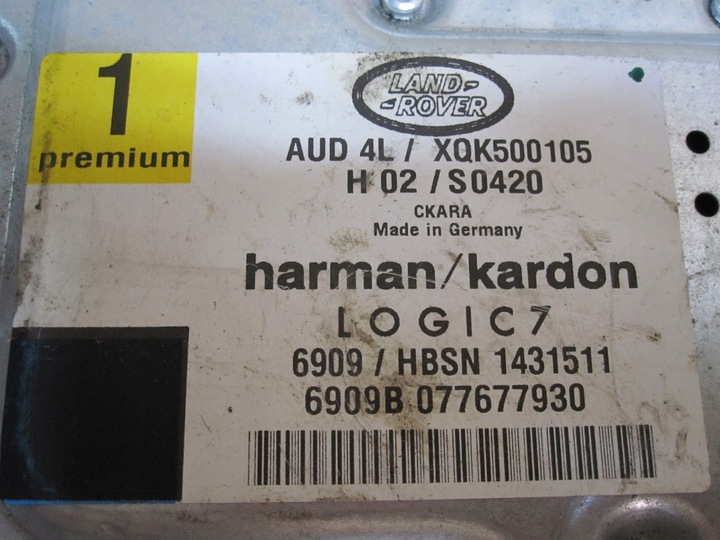 1
premium
LAND-
-ROVER
AUD 4L / XQK500105
H 02 / S0420
CKARA
Made in Germany
harman/kardon
LOGIC7
6909 / HBSN 1431511
6909B 077677930